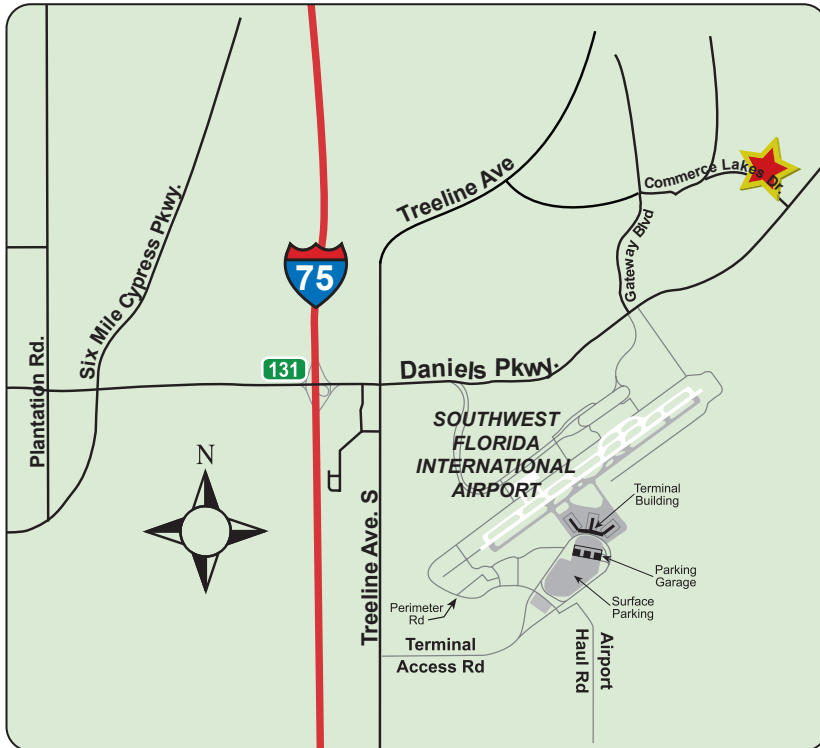 Treeline Ave
Commerce Lakes Dr.
Gateway Blvd
Six Mile Cypress Pkwy.
75
Plantation Rd.
131
Daniels Pkwy.
SOUTHWEST
FLORIDA
INTERNATIONAL
AIRPORT
N
Terminal
Building
Parking
Garage
Surface
Parking
Perimeter
Rd
Treeline Ave. S
Terminal
Access Rd
Airport
Haul Rd